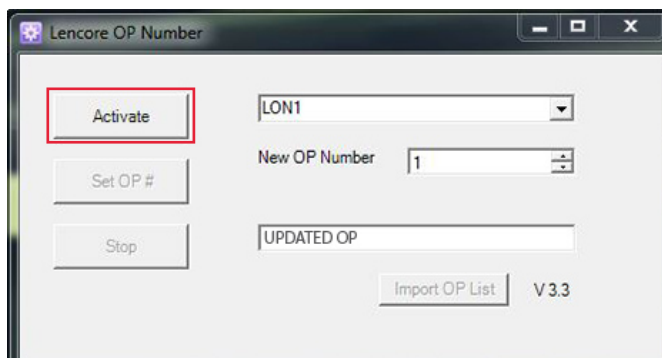 Lencore OP Number
Activate
LON1
Set OP #
New OP Number
1
Stop
UPDATED OP
Import OP List
V 3.3